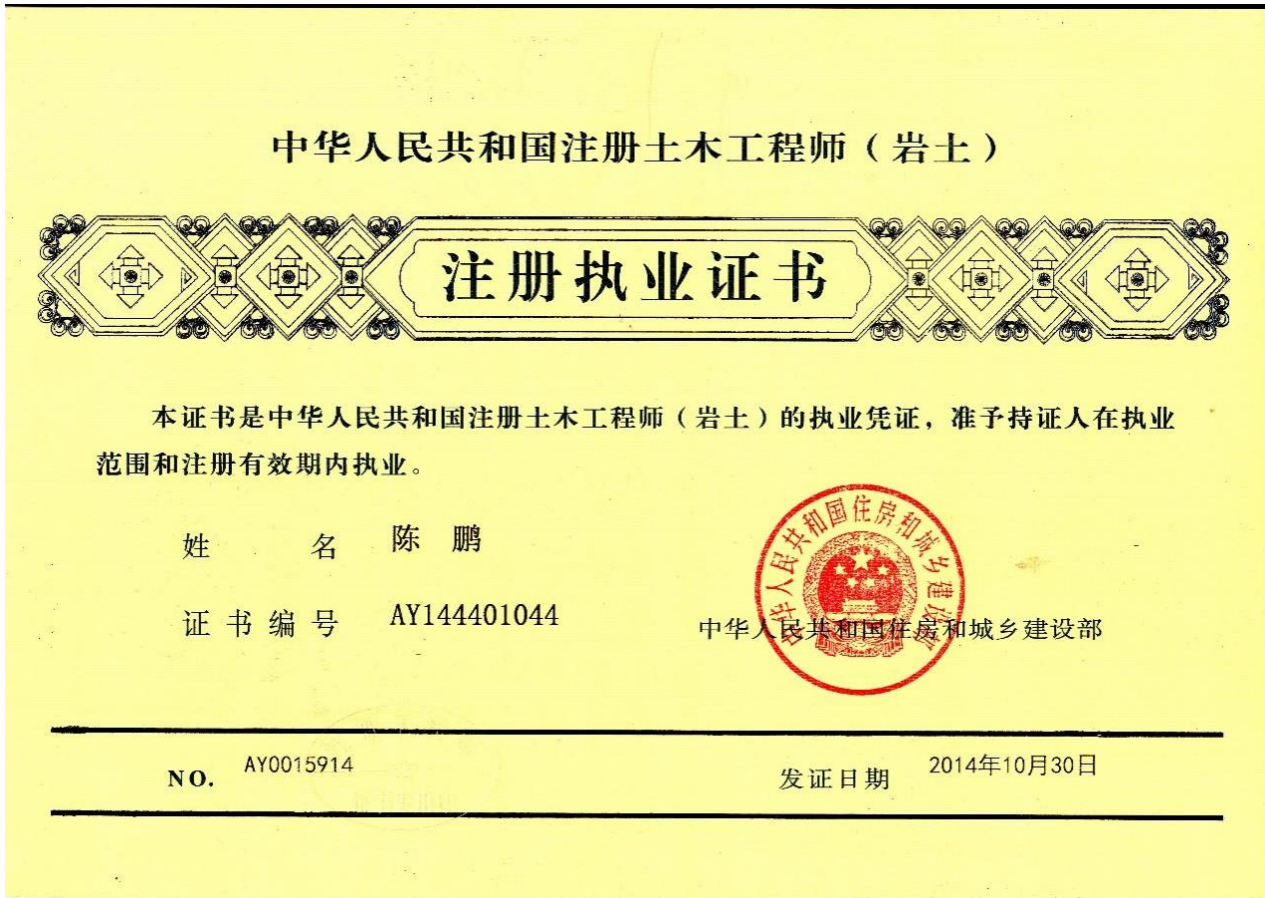 中华人民共和国注册土木工程师（岩土）
注册执业证书
本证书是中华人民共和国注册土木工程师（岩土）的执业凭证，准予持证人在执业
范围和注册有效期内执业。
姓名 陈鹏
证书编号 AY144401044
中华人民共和国住房和城乡建设部
中华人民共和国住房和城乡建设部
NO. AY0015914
发证日期 2014年10月30日